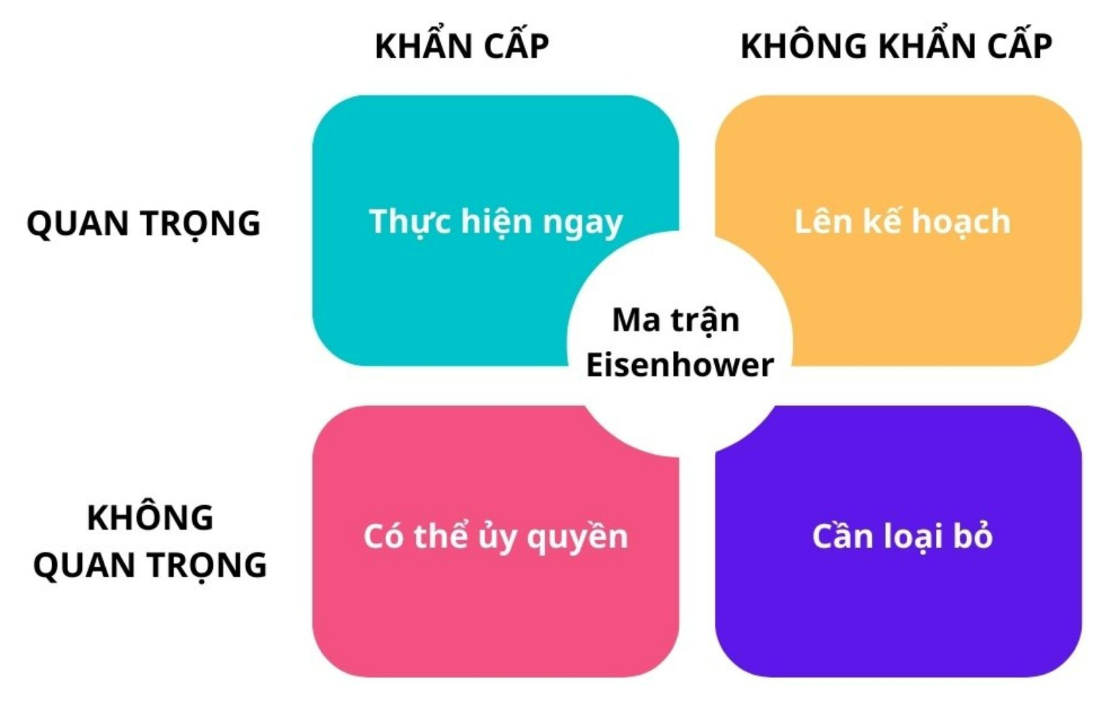 KHẨN CẤP
KHÔNG KHẨN CẤP
QUAN TRỌNG
Thực hiện ngay
Lên kế hoạch
Ma trận
Eisenhower
KHÔNG
QUAN TRỌNG
Có thể ủy quyền
Cần loại bỏ